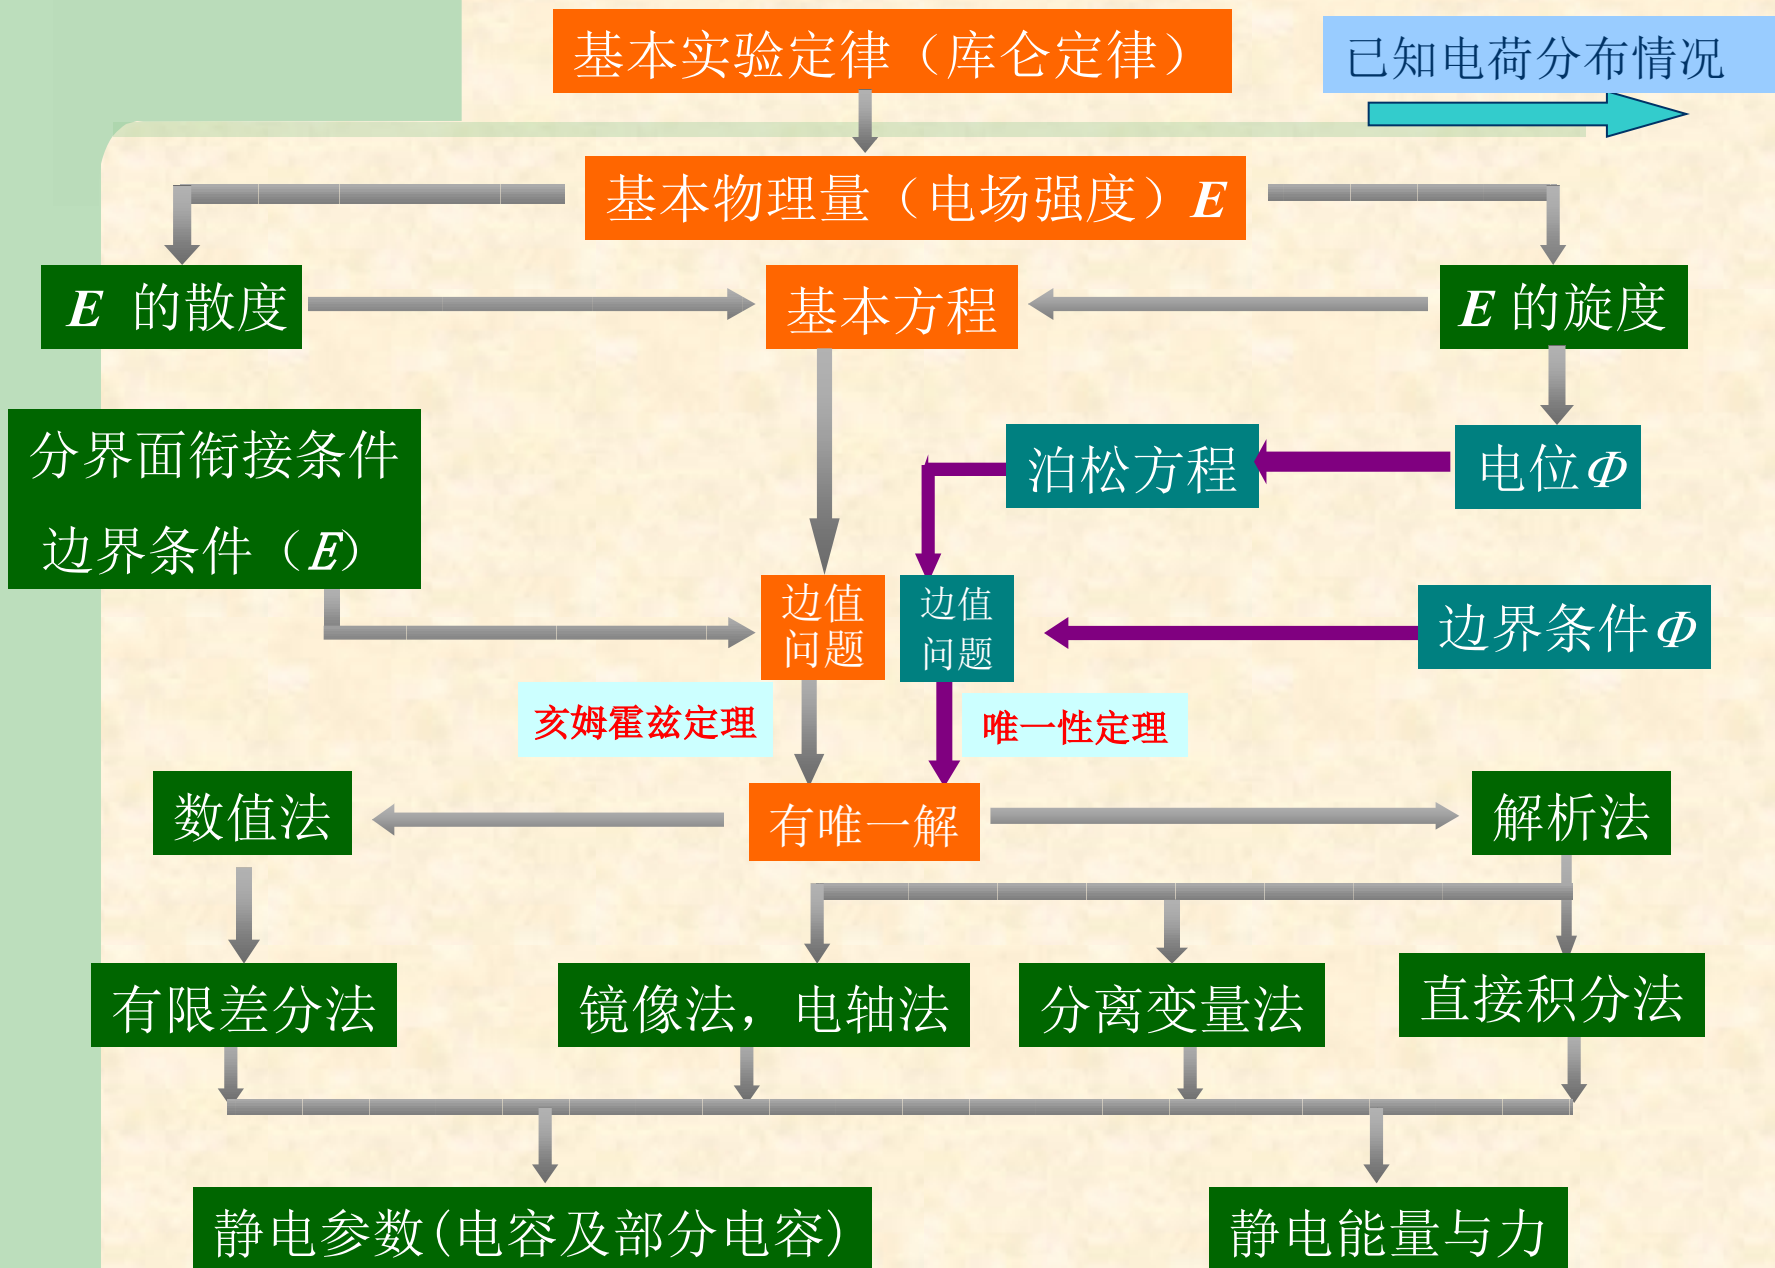 基本实验定律（库仑定律）
已知电荷分布情况
基本物理量（电场强度）E
E 的散度
基本方程
E 的旋度
分界面衔接条件
边界条件（E）
泊松方程
电位Φ
边值
问题
边值
问题
边界条件Φ
亥姆霍兹定理
唯一性定理
数值法
有唯一解
解析法
有限差分法
镜像法，电轴法
分离变量法
直接积分法
静电参数(电容及部分电容)
静电能量与力